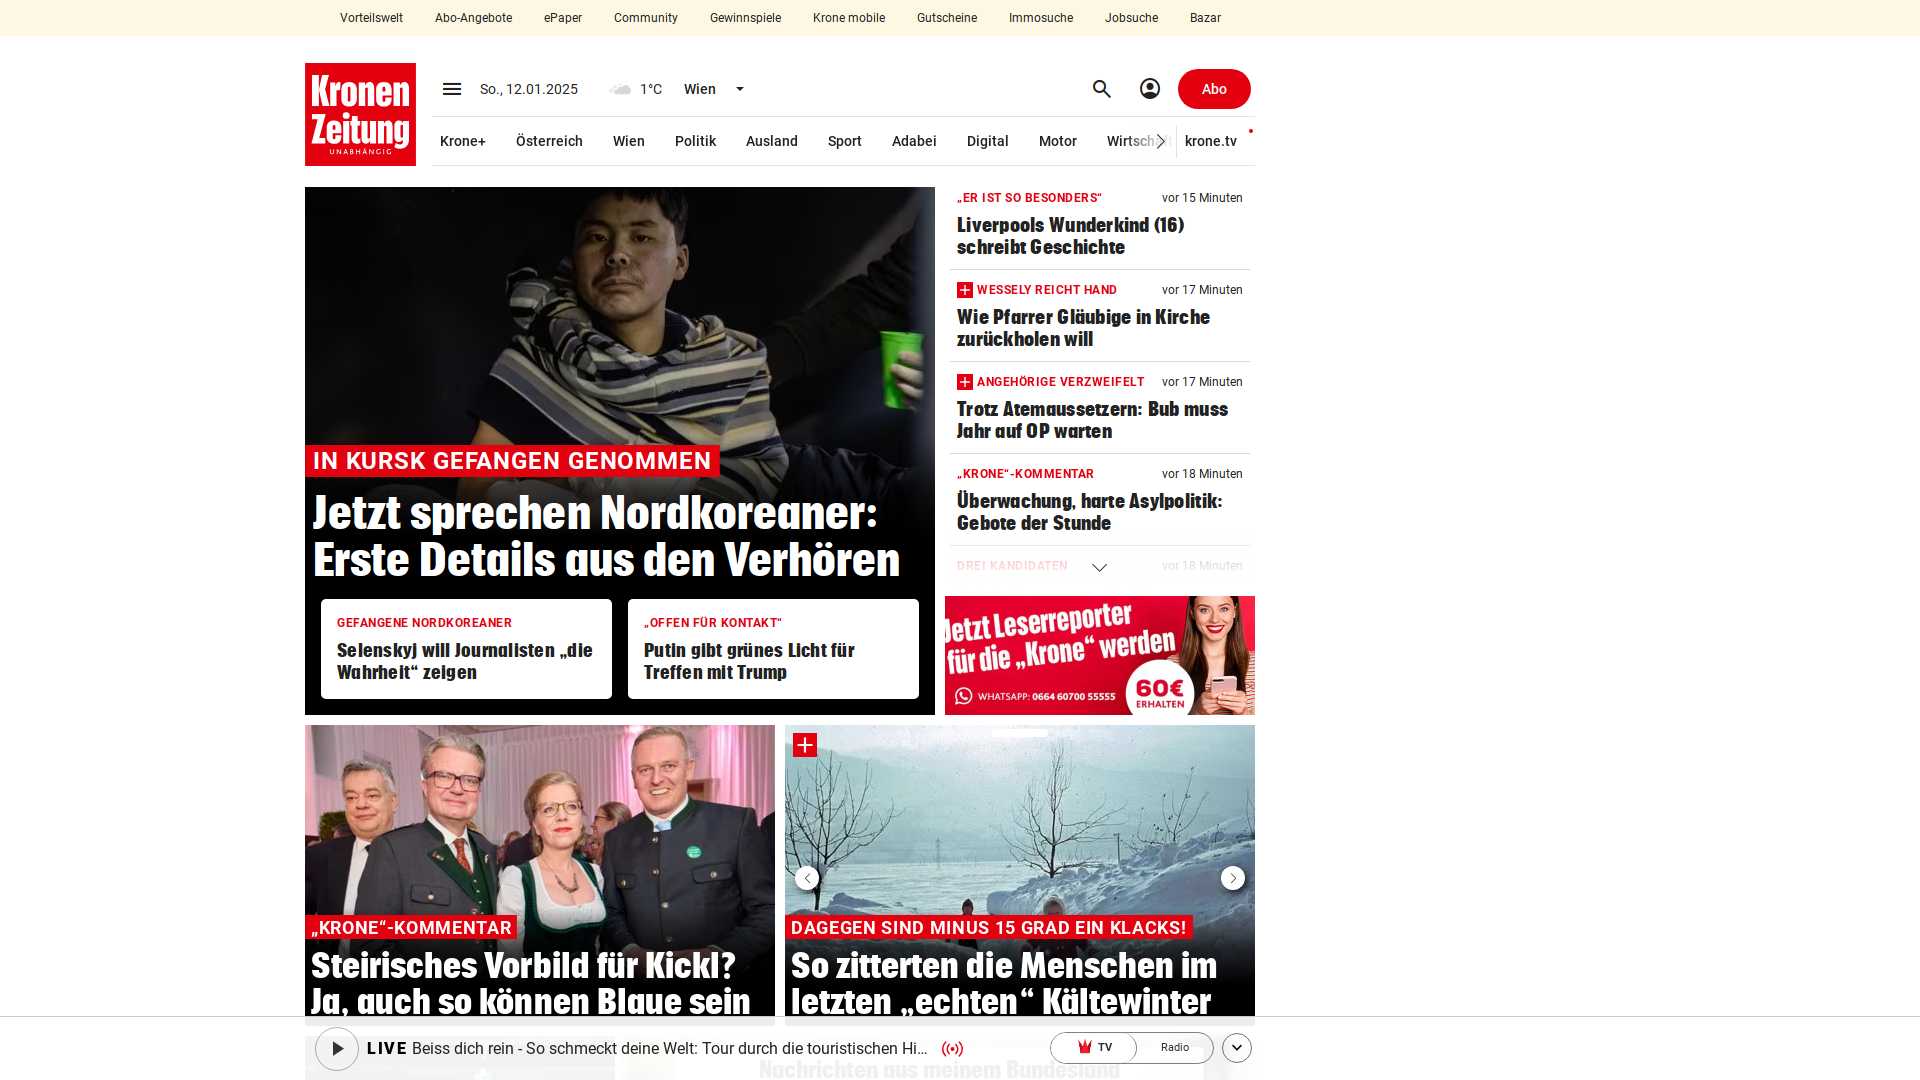 Vorteilswelt Abo-Angebote ePaper Community Gewinnspiele Krone mobile Gutscheine Immosuche Jobsuche Bazar
Kronen
Zeitung
UNABHÄNGIG
So., 12.01.2025 1°C Wien Abo
Krone+ Österreich Wien Politik Ausland Sport Adabei Digital Motor Wirtschaft krone.tv
IN KURSK GEFANGEN GENOMMEN
Jetzt sprechen Nordkoreaner:
Erste Details aus den Verhören
GEFANGENE NORDKOREANER
Selenskyj will Journalisten „die
Wahrheit“ zeigen
„OFFEN FÜR KONTAKT“
Putin gibt grünes Licht für
Treffen mit Trump
„ER IST SO BESONDERS“ vor 15 Minuten
Liverpools Wunderkind (16)
schreibt Geschichte
WESSELY REICHT HAND vor 17 Minuten
Wie Pfarrer Gläubige in Kirche
zurückholen will
ANGEHÖRIGE VERZWEIFELT vor 17 Minuten
Trotz Atemaussetzern: Bub muss
Jahr auf OP warten
„KRONE“-KOMMENTAR vor 18 Minuten
Überwachung, harte Asylpolitik:
Gebote der Stunde
DREI KANDIDATEN vor 18 Minuten
Jetzt Leserreporter
für die „Krone“ werden
WHATSAPP: 0664 60700 55555
60€
ERHALTEN
„KRONE“-KOMMENTAR
Steirisches Vorbild für Kickl?
Ja, auch so können Blaue sein
DAGEGEN SIND MINUS 15 GRAD EIN KLACKS!
So zitterten die Menschen im
letzten „echten“ Kältewinter
LIVE Beiss dich rein - So schmeckt deine Welt: Tour durch die touristischen Hi... TV Radio
Nachrichten aus meinem Bundesland